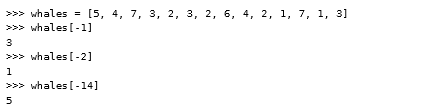 >>> whales = [5, 4, 7, 3, 2, 3, 2, 6, 4, 2, 1, 7, 1, 3]
>>> whales[-1]
3
>>> whales[-2]
1
>>> whales[-14]
5